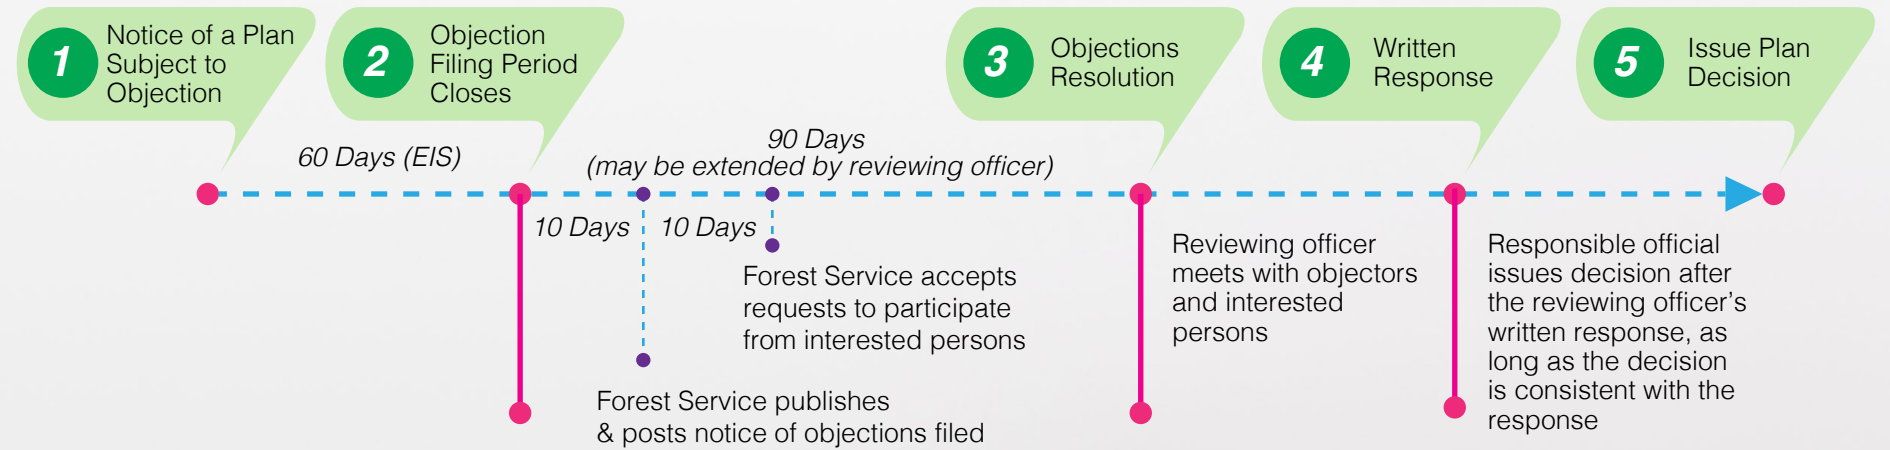 1
Notice of a Plan
Subject to
Objection
2
Objection
Filing Period
Closes
3
Objections
Resolution
4
Written
Response
5
Issue Plan
Decision
60 Days (EIS)
90 Days
(may be extended by reviewing officer)
10 Days
10 Days
Forest Service accepts
requests to participate
from interested persons
Forest Service publishes
& posts notice of objections filed
Reviewing officer
meets with objectors
and interested
persons
Responsible official
issues decision after
the reviewing officer’s
written response, as
long as the decision
is consistent with the
response